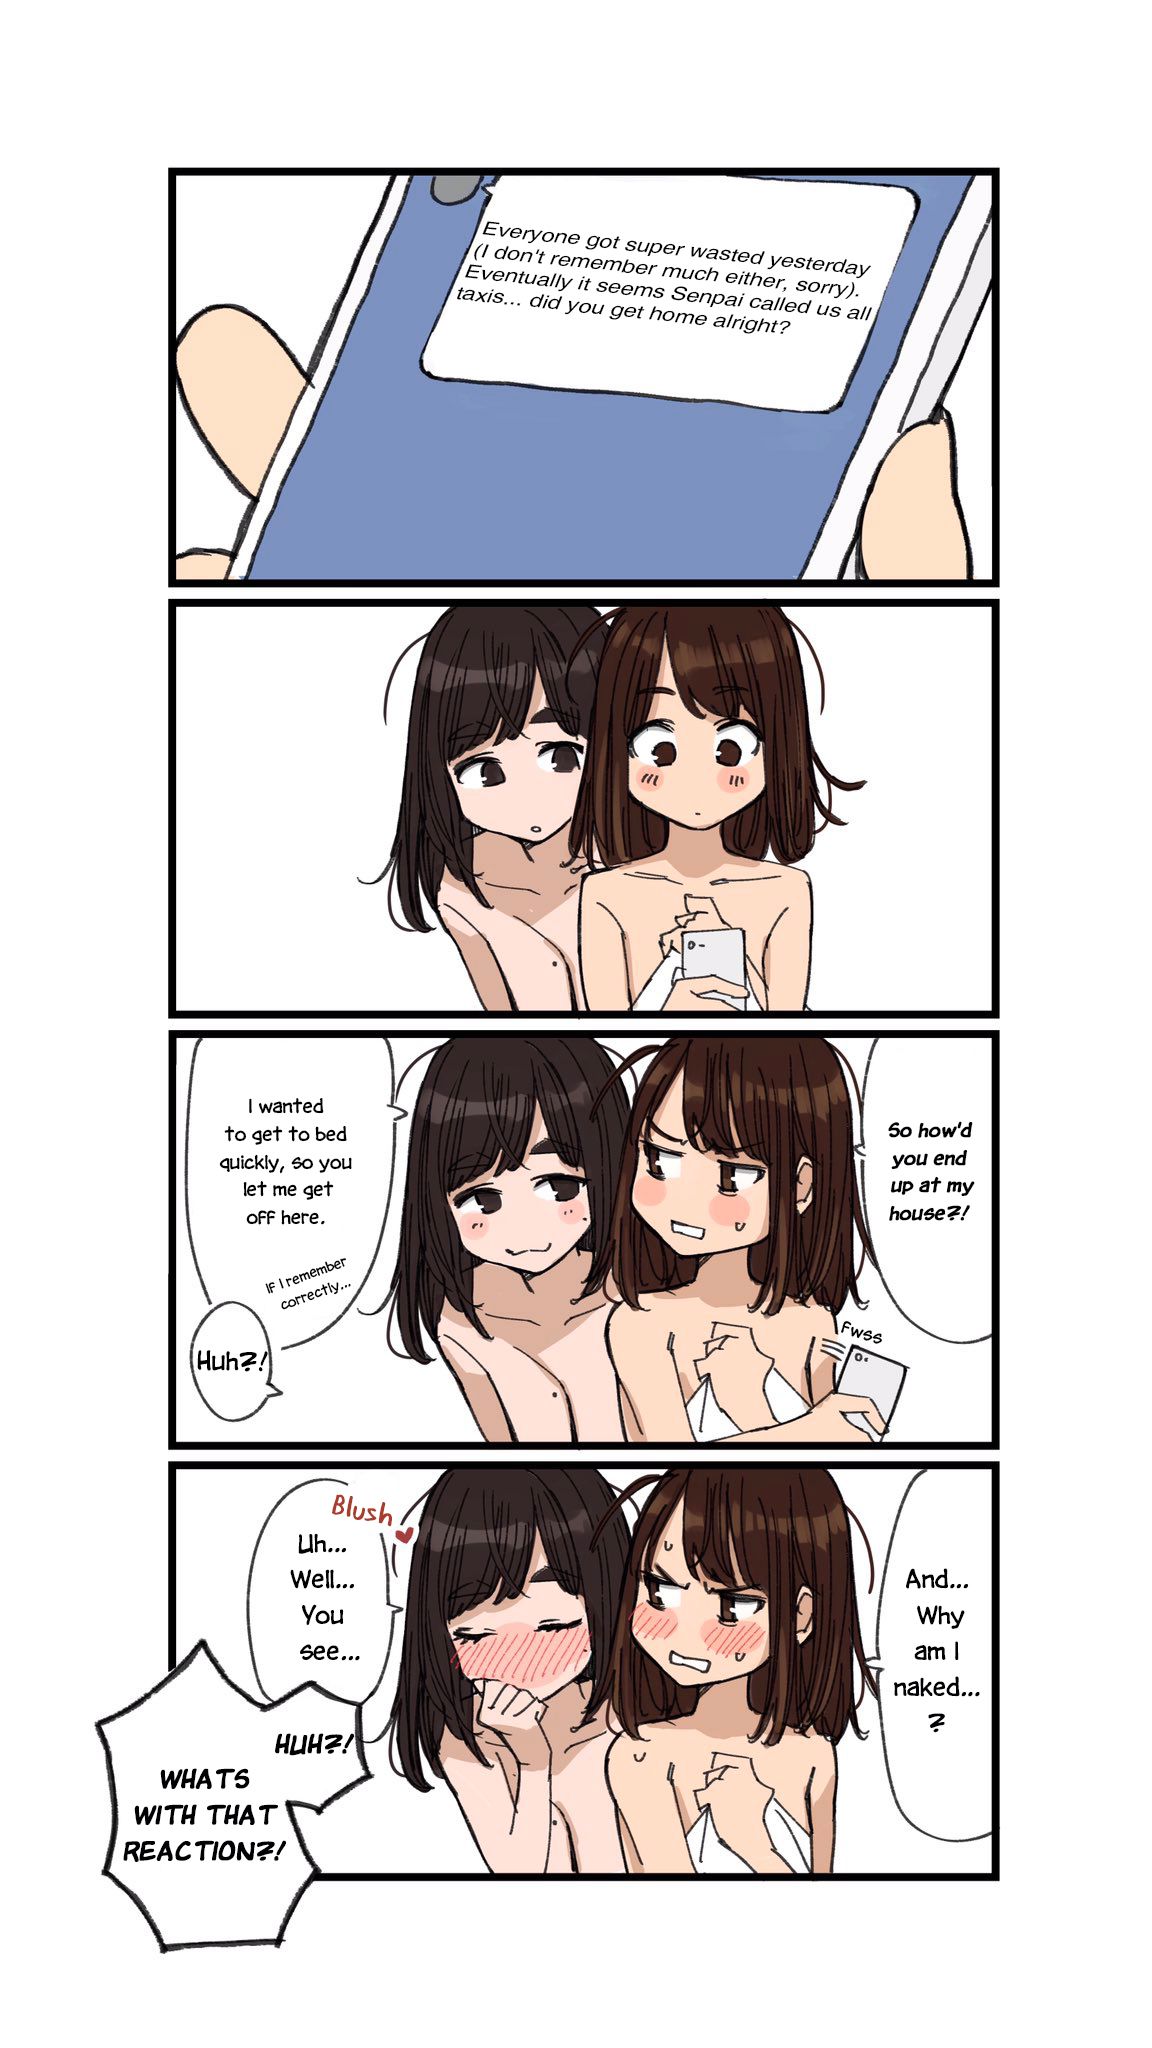 Everyone got super wasted yesterday
(I don't remember much either, sorry).
Eventually it seems Senpai called us all
taxis... did you get home alright?
So how'd
you end
up at my
house?!
Fwss
I wanted
to get to bed
quickly, so you
let me get
off here.
If I remember
correctly...
Huh?!
And...
Why
am I
naked...
?
Blush
Uh...
Well...
You
see...
HUH?!
WHATS
WITH THAT
REACTION?!